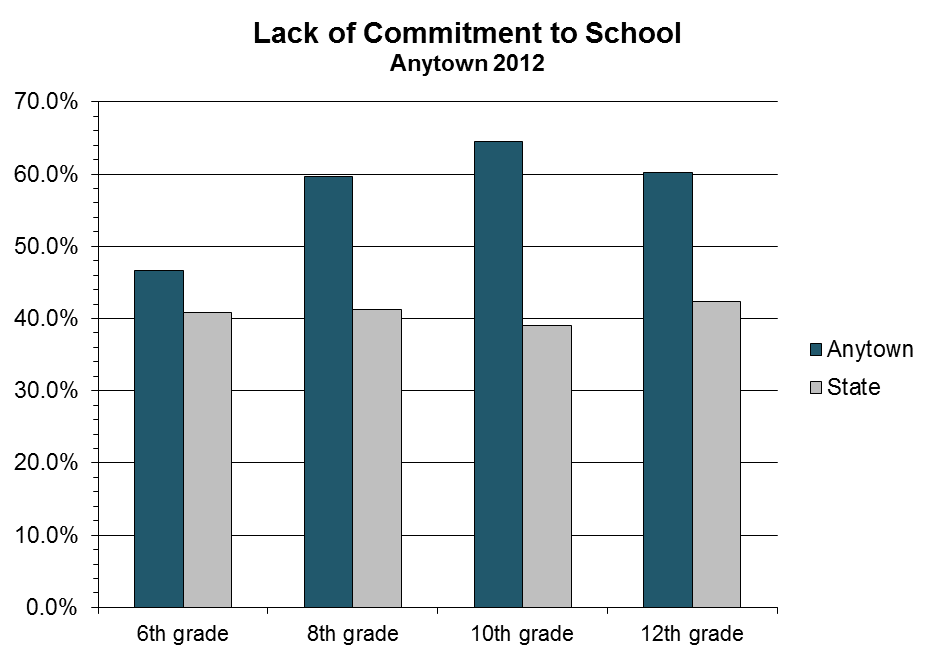 Lack of Commitment to School
Anytown 2012
70.0%
60.0%
50.0%
40.0%
30.0%
20.0%
10.0%
0.0%
6th grade
8th grade
10th grade
12th grade
Anytown
State